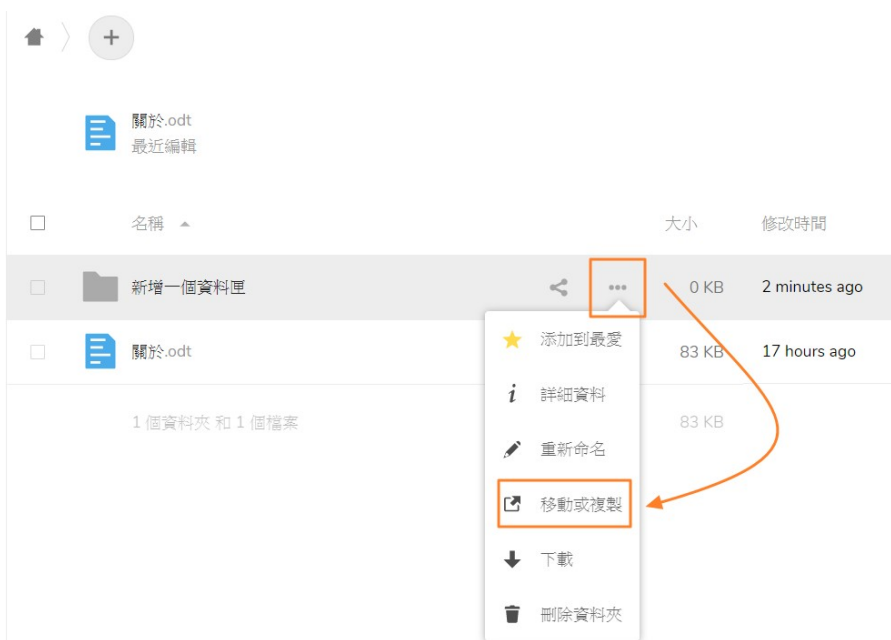 關於.odt
最近編輯
名稱 大小 修改時間
新增一個資料匣 0 KB 2 minutes ago
添加到最愛
關於.odt 83 KB 17 hours ago
詳細資料
1 個資料夾 和 1 個檔案 83 KB
重新命名
移動或複製
下載
刪除資料夾